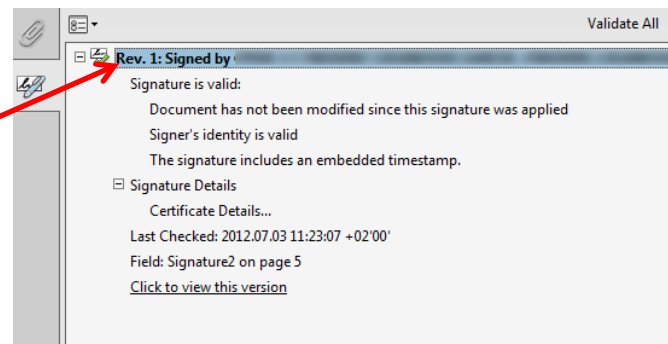 Validate All
Rev. 1: Signed by
Signature is valid:
Document has not been modified since this signature was applied
Signer's identity is valid
The signature includes an embedded timestamp.
Signature Details
Certificate Details...
Last Checked: 2012.07.03 11:23:07 +02'00'
Field: Signature2 on page 5
Click to view this version